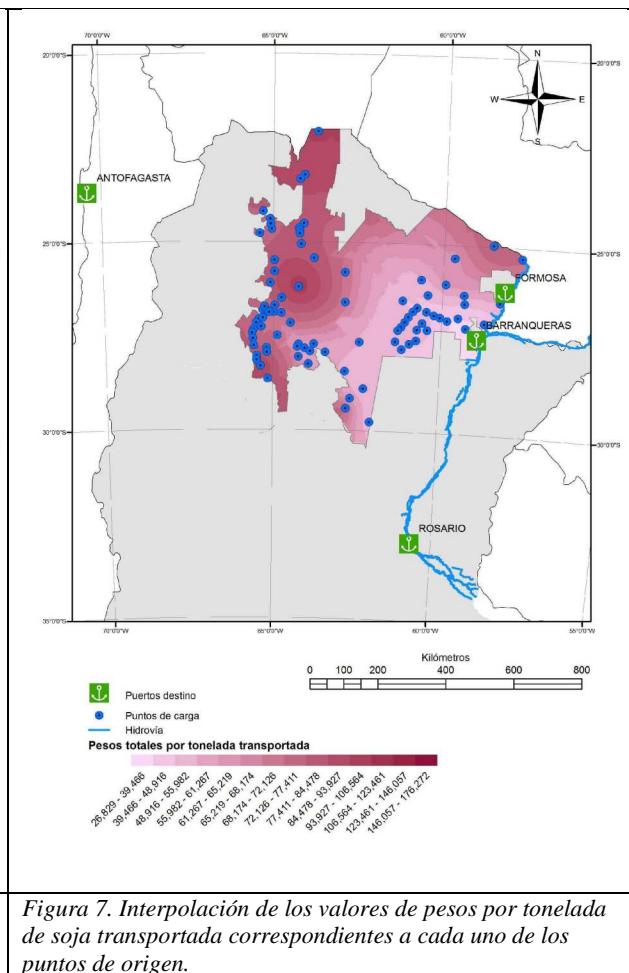 70°0'0"W 65°0'0"W 60°0'0"W
20°0'0"S 20°0'0"S
N
W E
S
ANTOFAGASTA
25°0'0"S 25°0'0"S
FORMOSA
BARRANQUERAS
30°0'0"S 30°0'0"S
ROSARIO
35°0'0"S
70°0'0"W 65°0'0"W 60°0'0"W 55°0'0"W
Kilómetros
0 100 200 400 600 800
Puertos destino
Puntos de carga
Hidrovía
Pesos totales por tonelada transportada
26,829 - 39,466
39,466 - 48,916
48,916 - 55,982
55,982 - 61,267
61,267 - 65,219
65,219 - 68,174
68,174 - 72,126
72,126 - 77,411
77,411 - 84,478
84,478 - 93,927
93,927 - 106,564
106,564 - 123,461
123,461 - 146,057
146,057 - 176,272
Figura 7. Interpolación de los valores de pesos por tonelada
de soja transportada correspondientes a cada uno de los
puntos de origen.